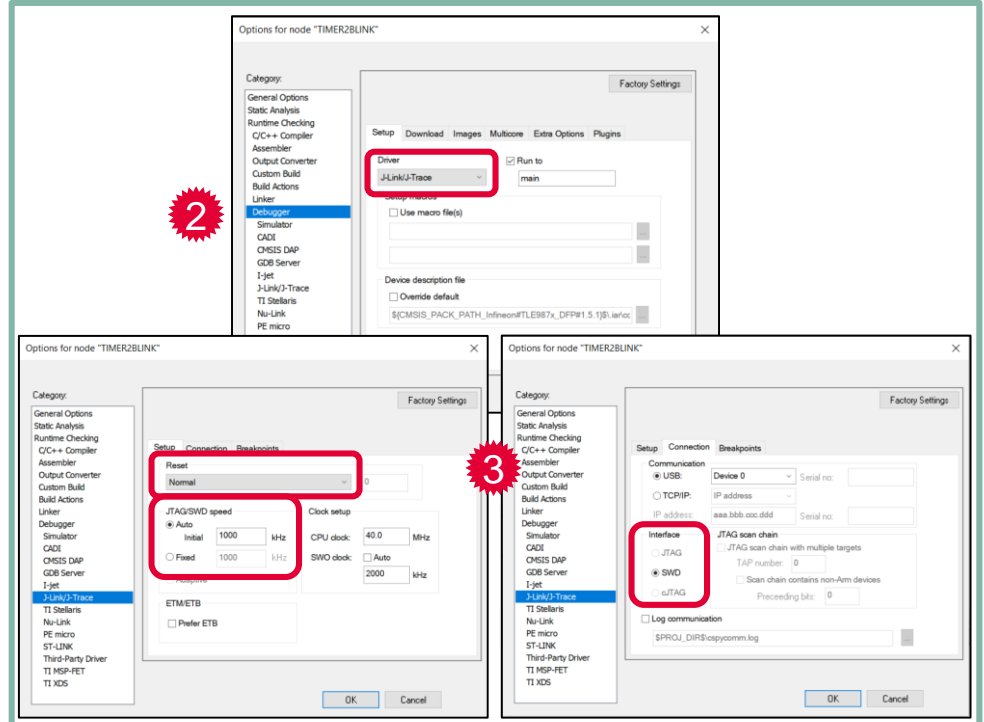 Options for node "TIMER2BLINK"
Category:
Factory Settings
General Options
Static Analysis
Runtime Checking
C/C++ Compiler
Assembler
Output Converter
Custom Build
Build Actions
Linker
Debugger
Simulator
CADI
CMSIS DAP
GDB Server
I-jet
J-Link/J-Trace
TI Stellaris
Nu-Link
PE micro
Setup Download Images Multicore Extra Options Plugins
Driver
Run to
J-Link/J-Trace
main
Setup macros
Use macro file(s)
...
...
Device description file
Override default
${CMSIS_PACK_PATH_Infineon#TLE987x_DFP#1.5.1}$\.iar\cc
...
2
Options for node "TIMER2BLINK"
Category:
Factory Settings
General Options
Static Analysis
Runtime Checking
C/C++ Compiler
Assembler
Output Converter
Custom Build
Build Actions
Linker
Debugger
Simulator
CADI
CMSIS DAP
GDB Server
I-jet
J-Link/J-Trace
TI Stellaris
Nu-Link
PE micro
ST-LINK
Third-Party Driver
TI MSP-FET
TI XDS
Setup Connection Breakpoints
Reset
Normal
0
JTAG/SWD speed
Auto
Initial 1000 kHz
Fixed 1000 kHz
Adaptive
Clock setup
CPU clock: 40.0 MHz
SWO clock: Auto
2000 kHz
ETM/ETB
Prefer ETB
OK Cancel
3
Options for node "TIMER2BLINK"
Category:
Factory Settings
General Options
Static Analysis
Runtime Checking
C/C++ Compiler
Assembler
Output Converter
Custom Build
Build Actions
Linker
Debugger
Simulator
CADI
CMSIS DAP
GDB Server
I-jet
J-Link/J-Trace
TI Stellaris
Nu-Link
PE micro
ST-LINK
Third-Party Driver
TI MSP-FET
TI XDS
Setup Connection Breakpoints
Communication
USB: Device 0 Serial no:
TCP/IP: IP address
IP address: aaa.bbb.ccc.ddd Serial no:
Interface
JTAG
SWD
cJTAG
JTAG scan chain
JTAG scan chain with multiple targets
TAP number: 0
Scan chain contains non-Arm devices
Preceeding bits: 0
Log communication
$PROJ_DIR$\cspycomm.log
...
OK Cancel